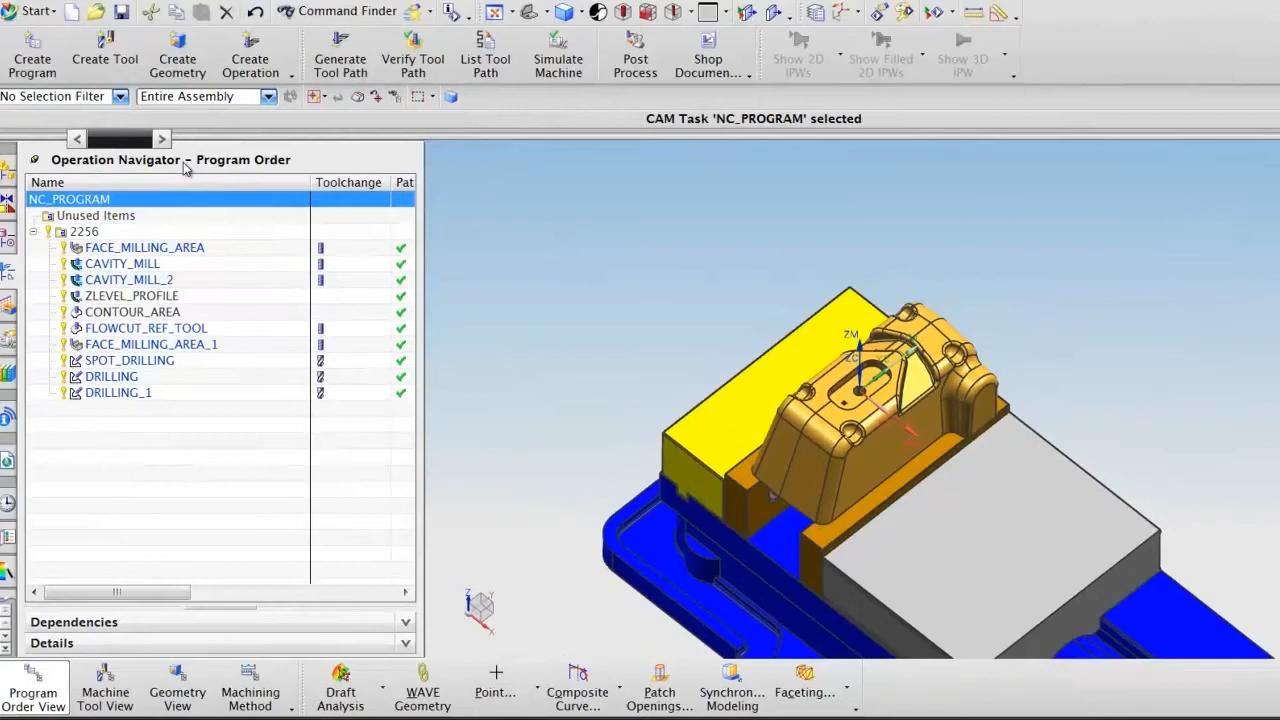 Start
Command Finder
Create Program
Create Tool
Create Geometry
Create Operation
Generate Tool Path
Verify Tool Path
List Tool Path
Simulate Machine
Post Process
Shop Documen...
Show 2D IPWs
Show Filled 2D IPWs
Show 3D IPW
No Selection Filter
Entire Assembly
CAM Task 'NC_PROGRAM' selected
Operation Navigator - Program Order
Name Toolchange Pat
NC_PROGRAM
Unused Items
2256
FACE_MILLING_AREA
CAVITY_MILL
CAVITY_MILL_2
ZLEVEL_PROFILE
CONTOUR_AREA
FLOWCUT_REF_TOOL
FACE_MILLING_AREA_1
SPOT_DRILLING
DRILLING
DRILLING_1
ZM
ZC
Z
Y
X
Dependencies
Details
Program Order View
Machine Tool View
Geometry View
Machining Method
Draft Analysis
WAVE Geometry
Point...
Composite Curve...
Patch Openings...
Synchron... Modeling
Faceting...